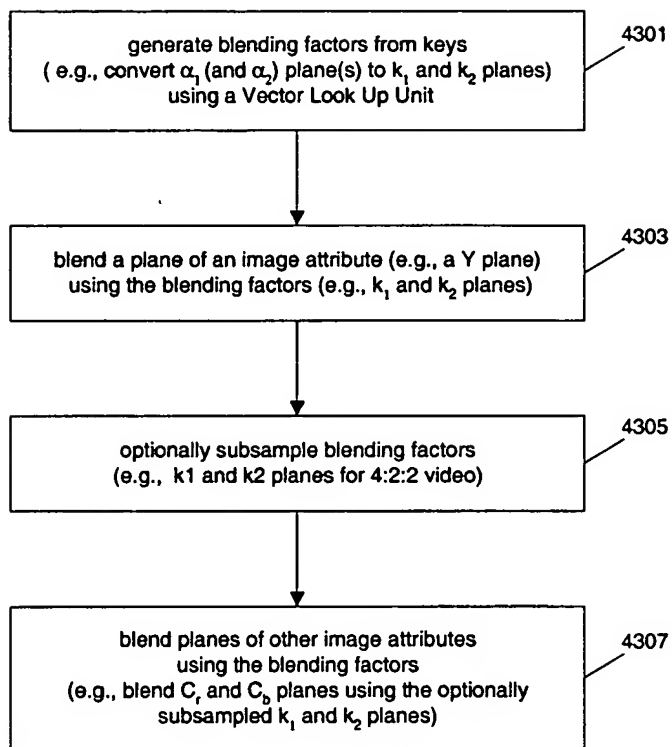 generate blending factors from keys
( e.g., convert α₁ (and α₂) plane(s) to k₁ and k₂ planes)
using a Vector Look Up Unit
4301
blend a plane of an image attribute (e.g., a Y plane)
using the blending factors (e.g., k₁ and k₂ planes)
4303
optionally subsample blending factors
(e.g., k1 and k2 planes for 4:2:2 video)
4305
blend planes of other image attributes
using the blending factors
(e.g., blend Cᵣ and C_b planes using the optionally
subsampled k₁ and k₂ planes)
4307